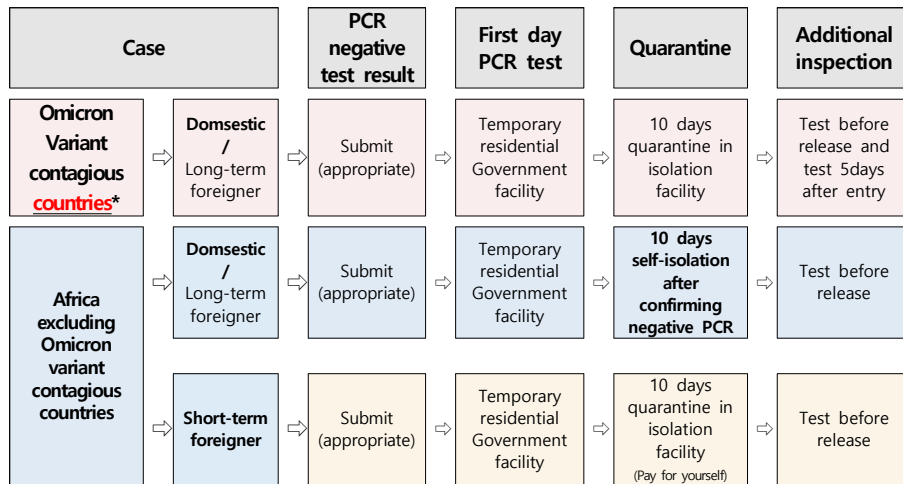 Case
PCR
negative
test result
First day
PCR test
Quarantine
Additional
inspection
Omicron
Variant
contagious
countries*
Domsestic
/
Long-term
foreigner
Submit
(appropriate)
Temporary
residential
Government
facility
10 days
quarantine in
isolation
facility
Test before
release and
test 5days
after entry
Africa
excluding
Omicron
variant
contagious
countries
Domestic
/
Long-term
foreigner
Submit
(appropriate)
Temporary
residential
Government
facility
10 days
self-isolation
after
confirming
negative PCR
Test before
release
Short-term
foreigner
Submit
(appropriate)
Temporary
residential
Government
facility
10 days
quarantine in
isolation
facility
(Pay for yourself)
Test before
release